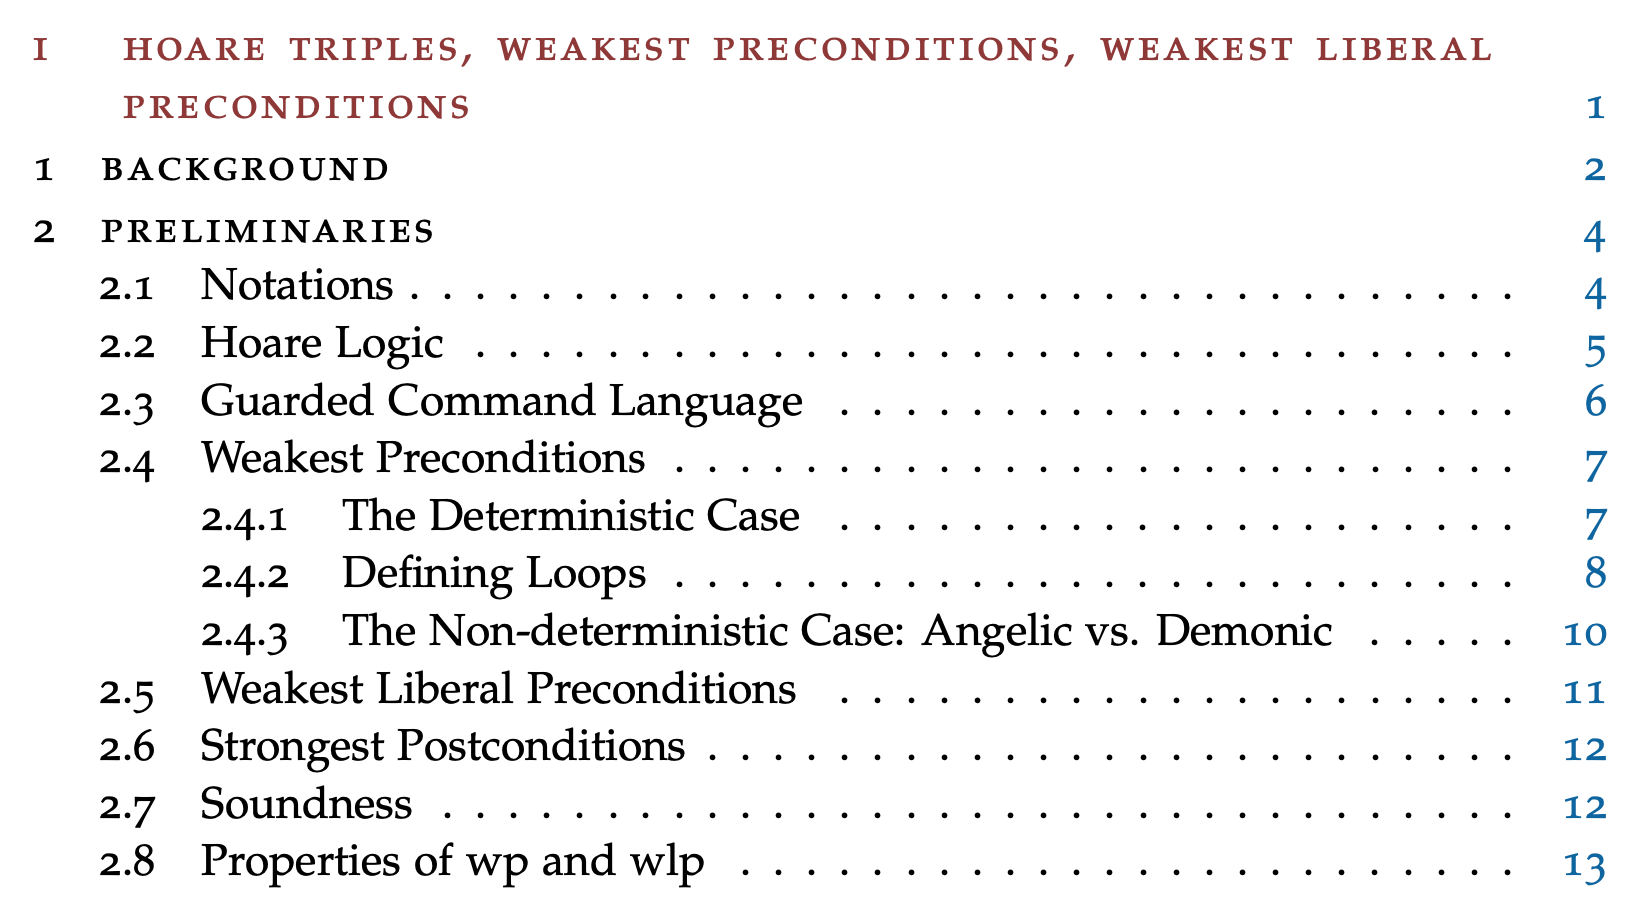 I HOARE TRIPLES, WEAKEST PRECONDITIONS, WEAKEST LIBERAL
PRECONDITIONS 1
1 BACKGROUND 2
2 PRELIMINARIES 4
2.1 Notations . . . . . . . . . . . . . . . . . . . . . . . . . . . . . . . . . . 4
2.2 Hoare Logic . . . . . . . . . . . . . . . . . . . . . . . . . . . . . . . . 5
2.3 Guarded Command Language . . . . . . . . . . . . . . . . . . . . . 6
2.4 Weakest Preconditions . . . . . . . . . . . . . . . . . . . . . . . . . . 7
2.4.1 The Deterministic Case . . . . . . . . . . . . . . . . . . . . . 7
2.4.2 Defining Loops . . . . . . . . . . . . . . . . . . . . . . . . . . 8
2.4.3 The Non-deterministic Case: Angelic vs. Demonic . . . . . 10
2.5 Weakest Liberal Preconditions . . . . . . . . . . . . . . . . . . . . . 11
2.6 Strongest Postconditions . . . . . . . . . . . . . . . . . . . . . . . . . 12
2.7 Soundness . . . . . . . . . . . . . . . . . . . . . . . . . . . . . . . . . 12
2.8 Properties of wp and wlp . . . . . . . . . . . . . . . . . . . . . . . . 13